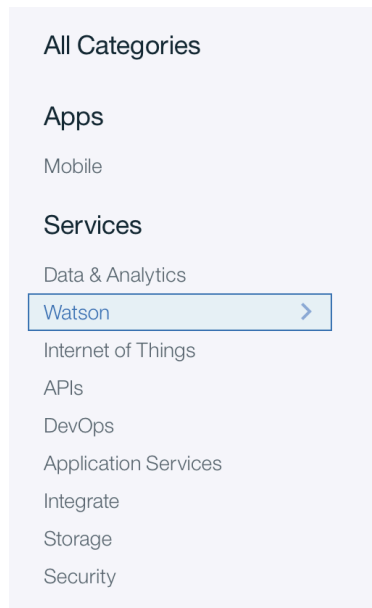 All Categories
Apps
Mobile
Services
Data & Analytics
Watson
Internet of Things
APIs
DevOps
Application Services
Integrate
Storage
Security